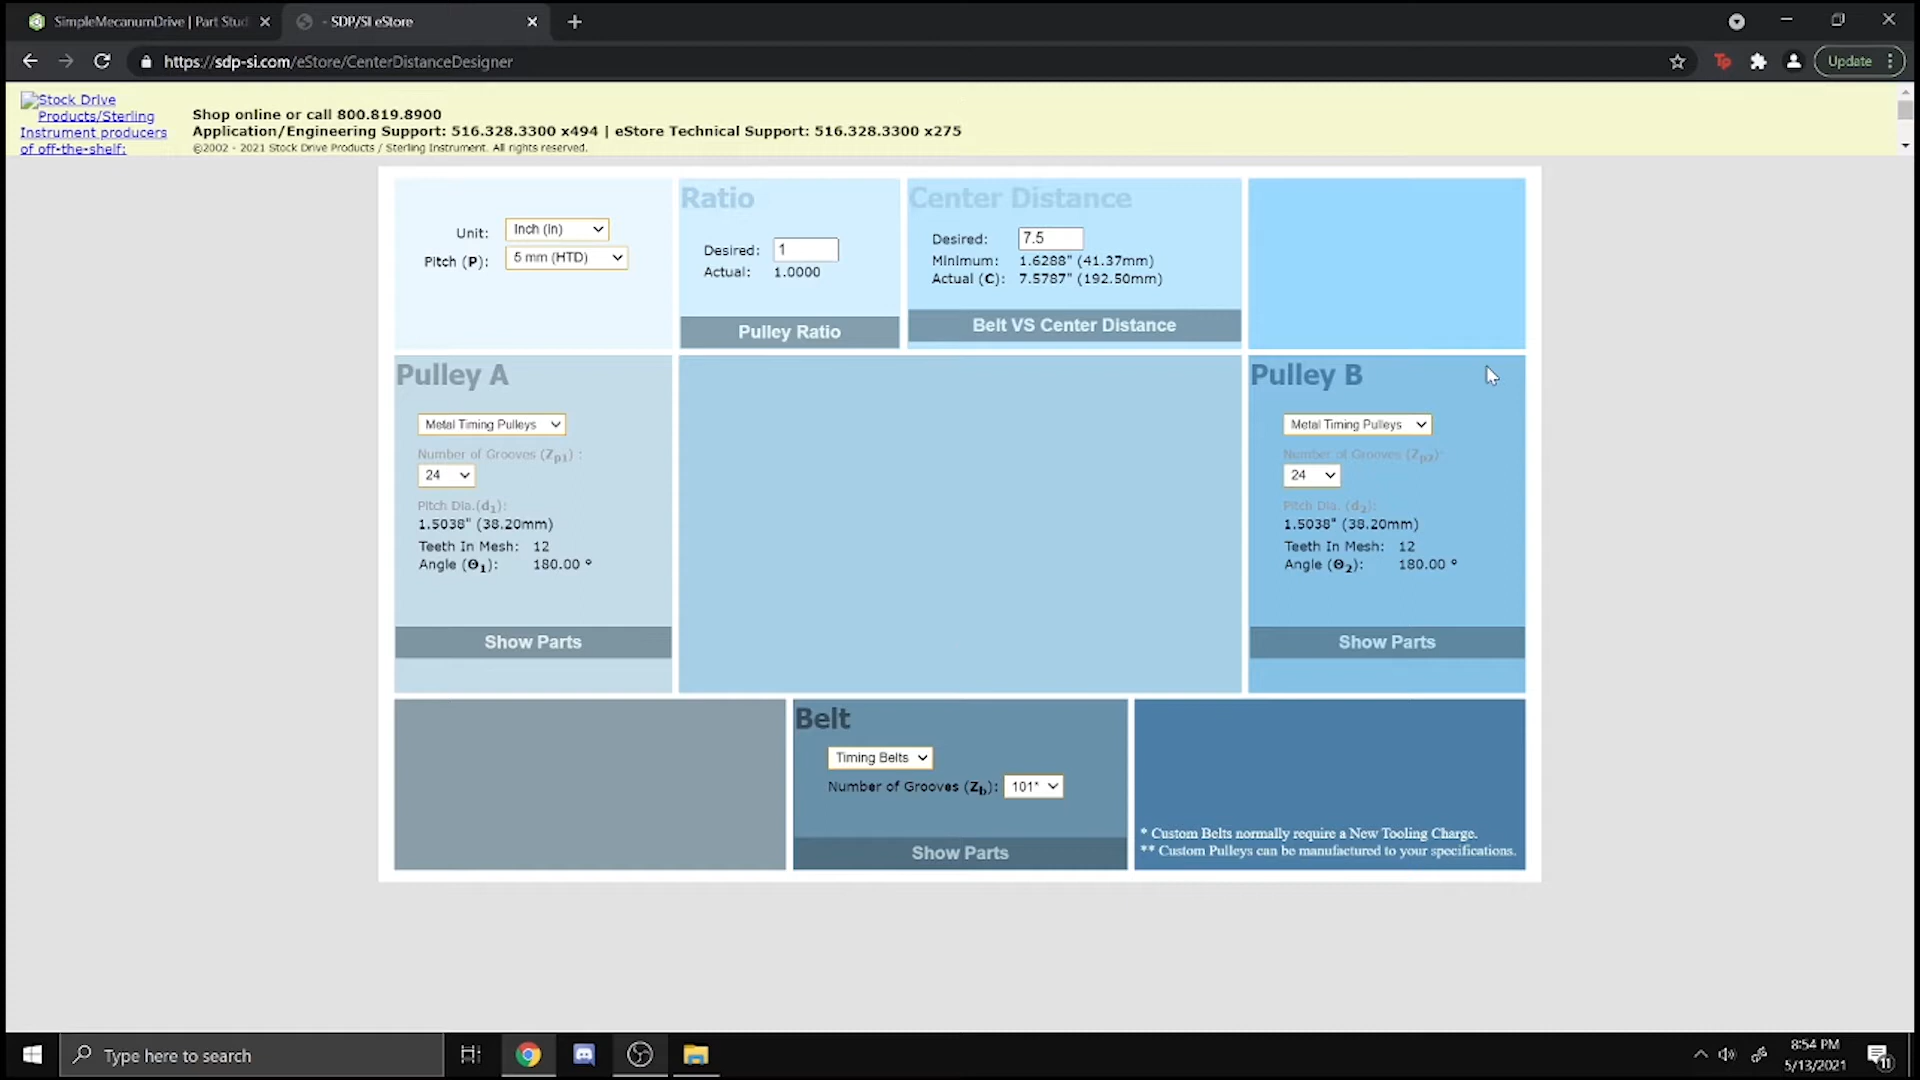 SimpleMecanumDrive | Part Stud
- SDP/SI eStore
https://sdp-si.com/eStore/CenterDistanceDesigner
Update
Stock Drive
Products/Sterling
Instrument producers
of off-the-shelf:
Shop online or call 800.819.8900
Application/Engineering Support: 516.328.3300 x494 | eStore Technical Support: 516.328.3300 x275
©2002 - 2021 Stock Drive Products / Sterling Instrument. All rights reserved.
Unit: Inch (in)
Pitch (P): 5 mm (HTD)
Ratio
Desired: 1
Actual: 1.0000
Pulley Ratio
Center Distance
Desired: 7.5
Minimum: 1.6288" (41.37mm)
Actual (C): 7.5787" (192.50mm)
Belt VS Center Distance
Pulley A
Metal Timing Pulleys
Number of Grooves (Zp1) :
24
Pitch Dia.(d1):
1.5038" (38.20mm)
Teeth In Mesh: 12
Angle (Θ1): 180.00 º
Show Parts
Pulley B
Metal Timing Pulleys
Number of Grooves (Zp2):
24
Pitch Dia. (d2):
1.5038" (38.20mm)
Teeth In Mesh: 12
Angle (Θ2): 180.00 º
Show Parts
Belt
Timing Belts
Number of Grooves (Zb): 101*
Show Parts
* Custom Belts normally require a New Tooling Charge.
** Custom Pulleys can be manufactured to your specifications.
Type here to search
8:54 PM
5/13/2021
11